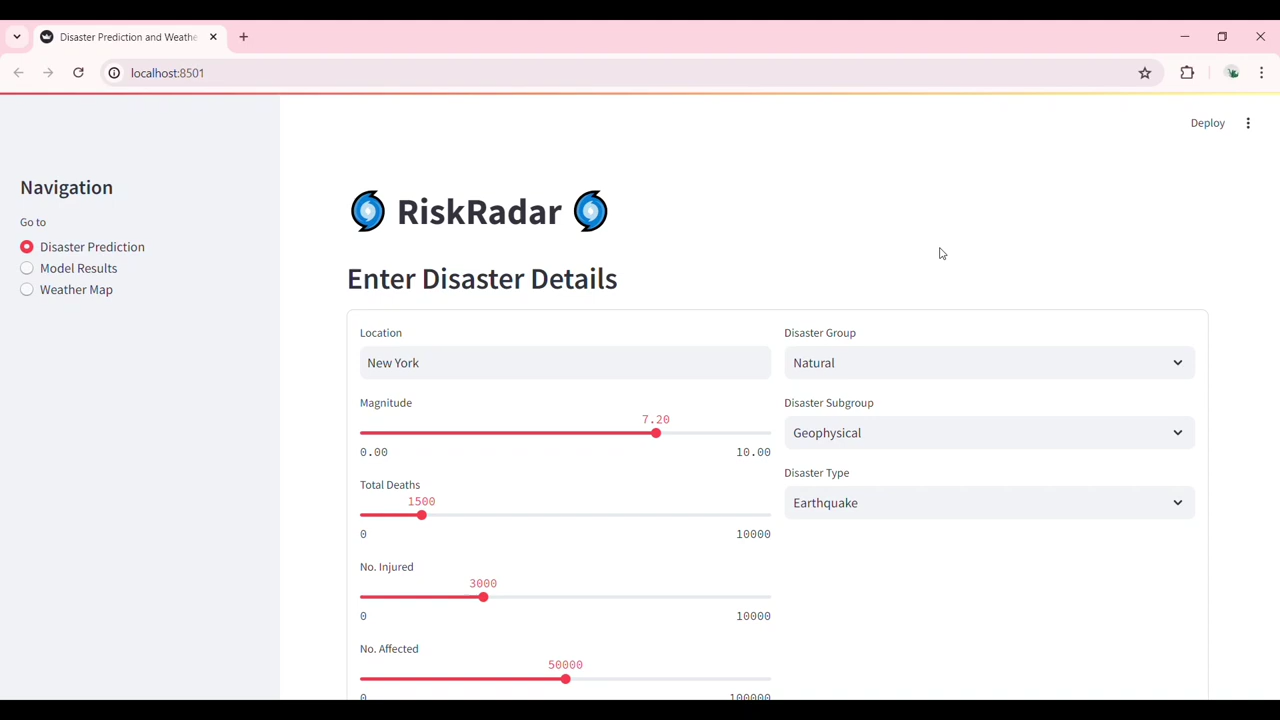 Disaster Prediction and Weathe
localhost:8501
Deploy
Navigation
Go to
Disaster Prediction
Model Results
Weather Map
RiskRadar
Enter Disaster Details
Location
New York
Magnitude
7.20
0.00 10.00
Total Deaths
1500
0 10000
No. Injured
3000
0 10000
No. Affected
50000
0 100000
Disaster Group
Natural
Disaster Subgroup
Geophysical
Disaster Type
Earthquake